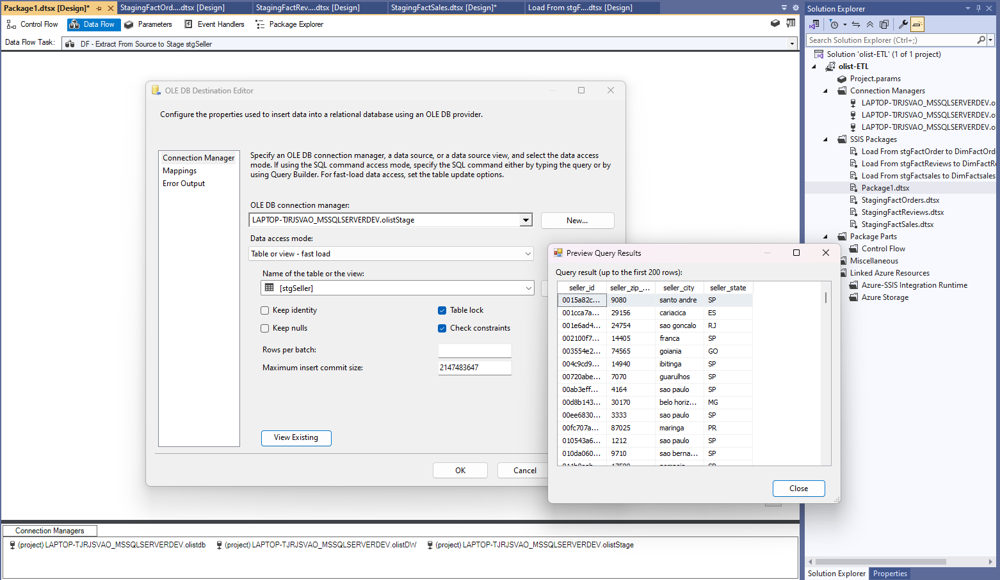 Package1.dtsx [Design]*
StagingFactOrd....dtsx [Design]
StagingFactRev....dtsx [Design]
StagingFactSales.dtsx [Design]*
Load From stgF....dtsx [Design]
Control Flow
Data Flow
Parameters
Event Handlers
Package Explorer
Data Flow Task:
DF - Extract From Source to Stage stgSeller
OLE DB Destination Editor
Configure the properties used to insert data into a relational database using an OLE DB provider.
Connection Manager
Mappings
Error Output
Specify an OLE DB connection manager, a data source, or a data source view, and select the data access
mode. If using the SQL command access mode, specify the SQL command either by typing the query or by
using Query Builder. For fast-load data access, set the table update options.
OLE DB connection manager:
LAPTOP-TJRJSVAO_MSSQLSERVERDEV.olistStage
New...
Data access mode:
Table or view - fast load
Name of the table or the view:
[stgSeller]
Keep identity
Table lock
Keep nulls
Check constraints
Rows per batch:
Maximum insert commit size:
2147483647
View Existing
OK
Cancel
Preview Query Results
Query result (up to the first 200 rows):
seller_id seller_zip_... seller_city seller_state
0015a82c... 9080 santo andre SP
001cca7a... 29156 cariacica ES
001e6ad4... 24754 sao goncalo RJ
002100f7... 14405 franca SP
003554e2... 74565 goiania GO
004c9cd9... 14940 ibitinga SP
00720abe... 7070 guarulhos SP
00ab3eff... 4164 sao paulo SP
00d8b143... 30170 belo horiz... MG
00ee6830... 3333 sao paulo SP
00fc707a... 87025 maringa PR
010543a6... 1212 sao paulo SP
010da060... 9710 sao berna... SP
Close
Connection Managers
(project) LAPTOP-TJRJSVAO_MSSQLSERVERDEV.olistdb
(project) LAPTOP-TJRJSVAO_MSSQLSERVERDEV.olistDW
(project) LAPTOP-TJRJSVAO_MSSQLSERVERDEV.olistStage
Solution Explorer
Search Solution Explorer (Ctrl+;)
Solution 'olist-ETL' (1 of 1 project)
olist-ETL
Project.params
Connection Managers
LAPTOP-TJRJSVAO_MSSQLSERVERDEV.o
LAPTOP-TJRJSVAO_MSSQLSERVERDEV.o
LAPTOP-TJRJSVAO_MSSQLSERVERDEV.o
SSIS Packages
Load From stgFactOrder to DimFactOrd
Load From stgFactReviews to DimFactR
Load From stgFactsales to DimFactsales
Package1.dtsx
StagingFactOrders.dtsx
StagingFactReviews.dtsx
StagingFactSales.dtsx
Package Parts
Control Flow
Miscellaneous
Linked Azure Resources
Azure-SSIS Integration Runtime
Azure Storage
Solution Explorer
Properties